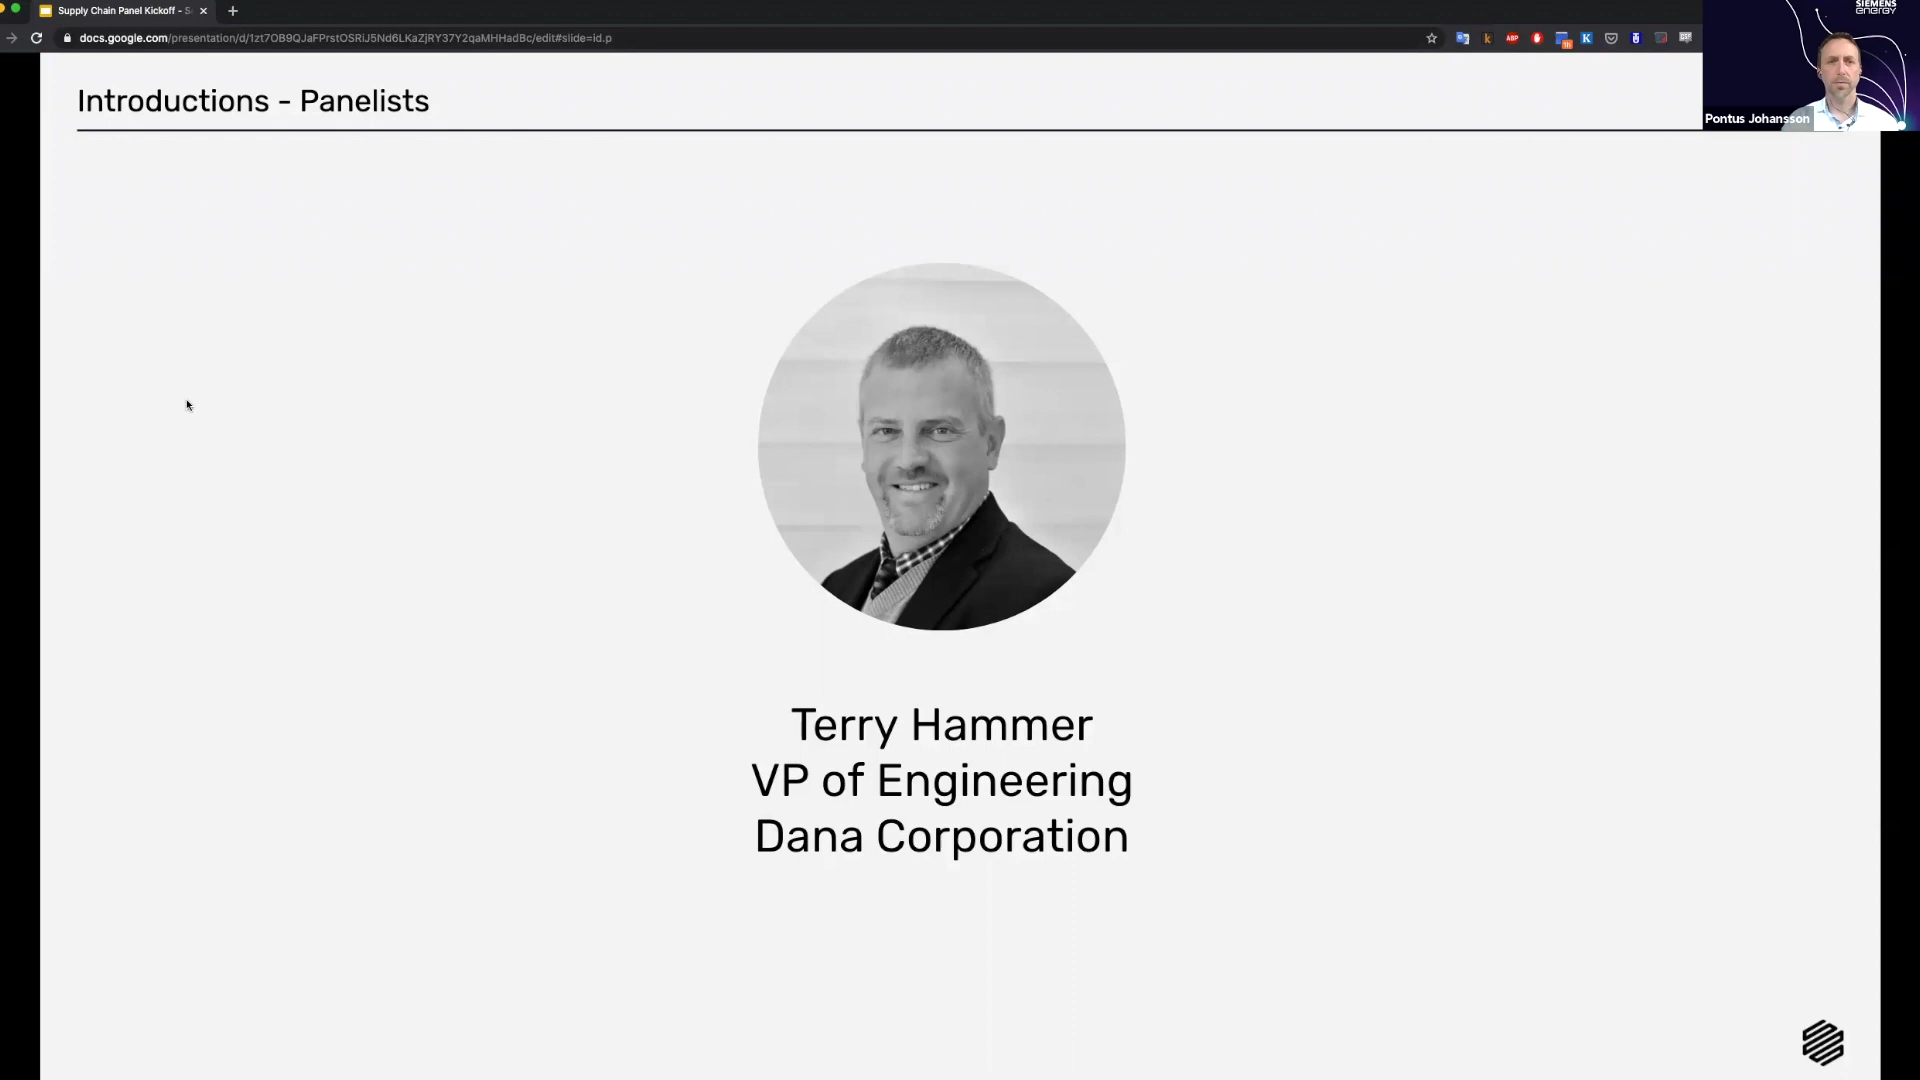 Supply Chain Panel Kickoff -
docs.google.com/presentation/d/1zt7OB9QJaFPrstOSRiJ5Nd6LKaZjRY37Y2qaMHHadBc/edit#slide=id.p
SIEMENS
energy
Pontus Johansson
Introductions - Panelists
Terry Hammer
VP of Engineering
Dana Corporation